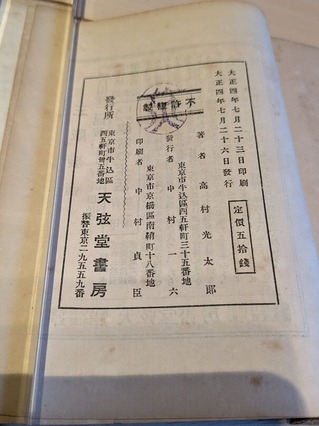 大正四年七月二十三日印刷
大正四年七月二十六日發行
定價五拾錢
不許複製
著者 高村光太郎
東京市牛込區西五軒町三十五番地
發行者 中村一六
東京市京橋區南鞘町十八番地
印刷者 中村貞臣
發行所
東京市牛込區
西五軒町卅五番地
天弦堂書房
振替東京二九五五九番